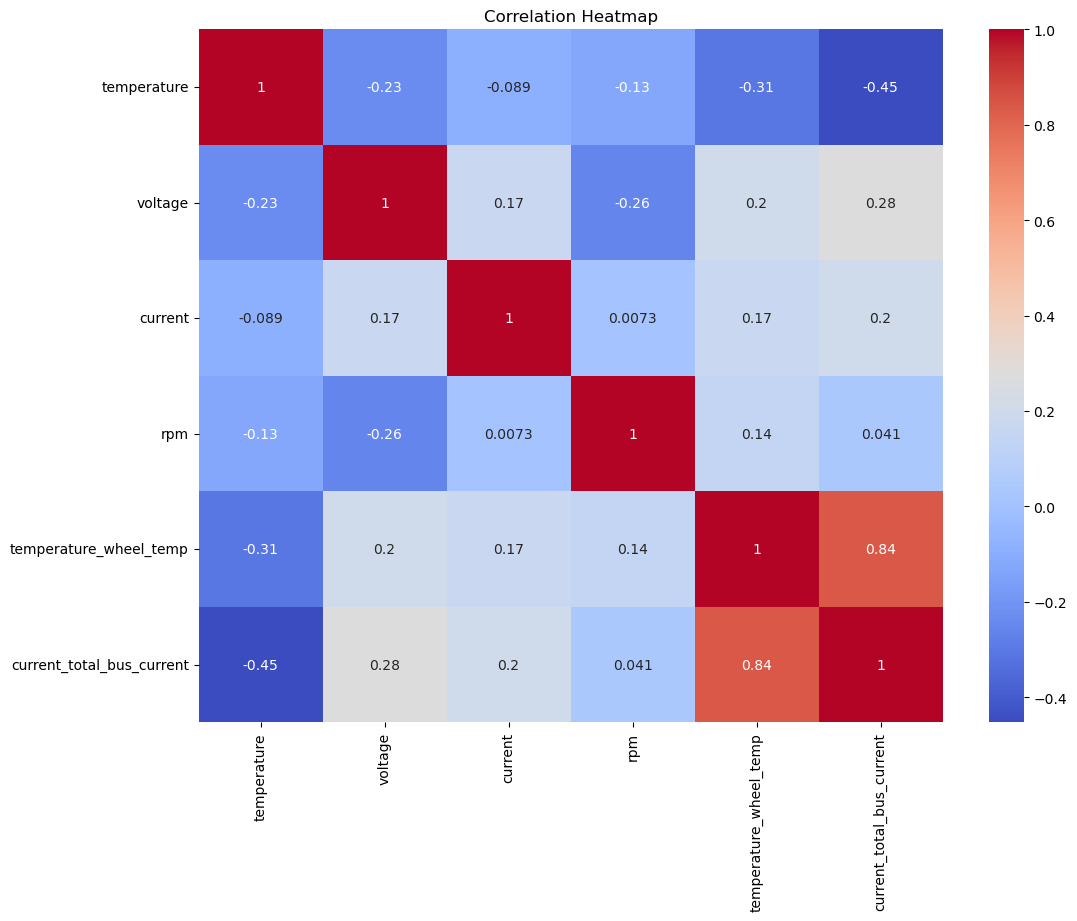 Correlation Heatmap
temperature 1 -0.23 -0.089 -0.13 -0.31 -0.45
voltage -0.23 1 0.17 -0.26 0.2 0.28
current -0.089 0.17 1 0.0073 0.17 0.2
rpm -0.13 -0.26 0.0073 1 0.14 0.041
temperature_wheel_temp -0.31 0.2 0.17 0.14 1 0.84
current_total_bus_current -0.45 0.28 0.2 0.041 0.84 1
temperature
voltage
current
rpm
temperature_wheel_temp
current_total_bus_current
1.0
0.8
0.6
0.4
0.2
0.0
−0.2
−0.4